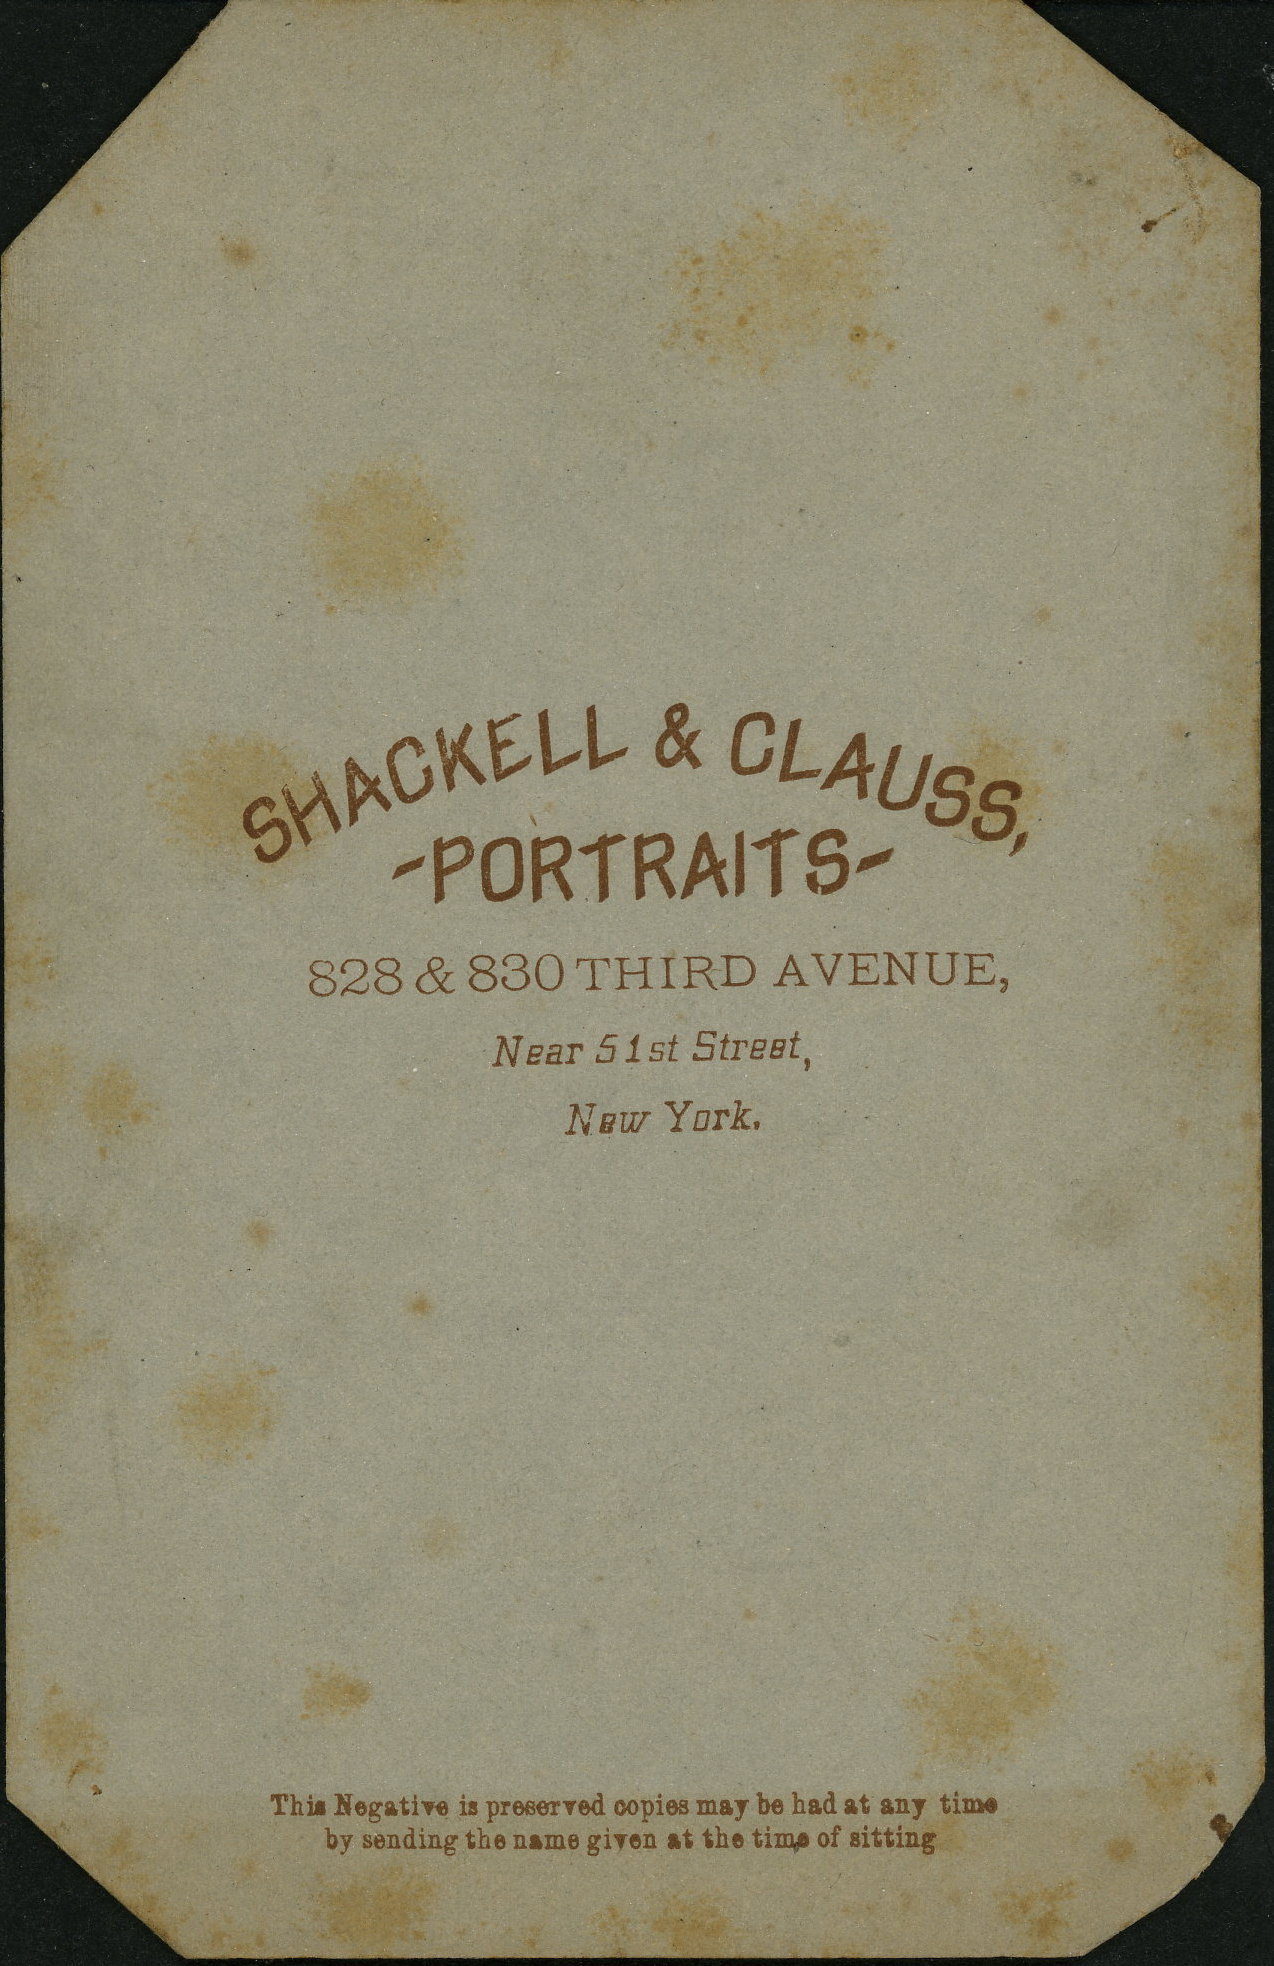 SHACKELL & CLAUSS,
-PORTRAITS-
828 & 830 THIRD AVENUE,
Near 51st Street,
New York.
This Negative is preserved copies may be had at any time
by sending the name given at the time of sitting